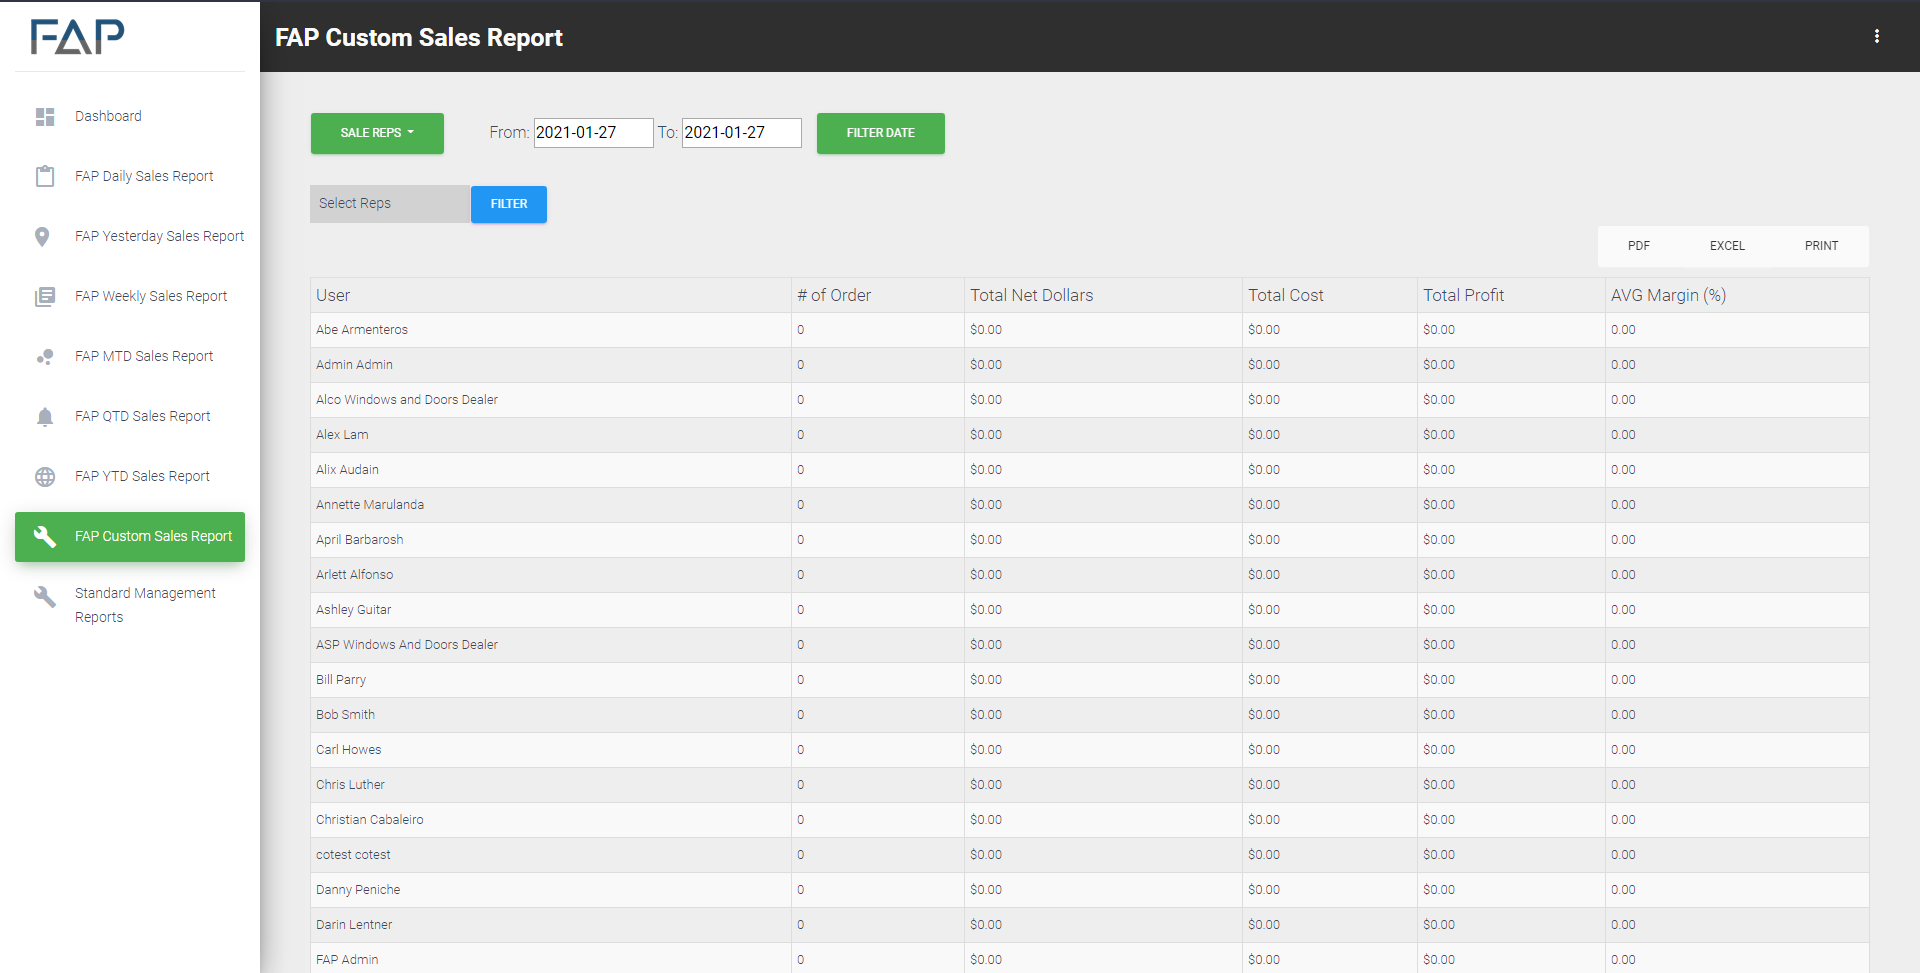 FAP
FAP Custom Sales Report
Dashboard
FAP Daily Sales Report
FAP Yesterday Sales Report
FAP Weekly Sales Report
FAP MTD Sales Report
FAP QTD Sales Report
FAP YTD Sales Report
FAP Custom Sales Report
Standard Management
Reports
SALE REPS From: 2021-01-27 To: 2021-01-27 FILTER DATE
Select Reps FILTER
PDF EXCEL PRINT
User # of Order Total Net Dollars Total Cost Total Profit AVG Margin (%)
Abe Armenteros 0 $0.00 $0.00 $0.00 0.00
Admin Admin 0 $0.00 $0.00 $0.00 0.00
Alco Windows and Doors Dealer 0 $0.00 $0.00 $0.00 0.00
Alex Lam 0 $0.00 $0.00 $0.00 0.00
Alix Audain 0 $0.00 $0.00 $0.00 0.00
Annette Marulanda 0 $0.00 $0.00 $0.00 0.00
April Barbarosh 0 $0.00 $0.00 $0.00 0.00
Arlett Alfonso 0 $0.00 $0.00 $0.00 0.00
Ashley Guitar 0 $0.00 $0.00 $0.00 0.00
ASP Windows And Doors Dealer 0 $0.00 $0.00 $0.00 0.00
Bill Parry 0 $0.00 $0.00 $0.00 0.00
Bob Smith 0 $0.00 $0.00 $0.00 0.00
Carl Howes 0 $0.00 $0.00 $0.00 0.00
Chris Luther 0 $0.00 $0.00 $0.00 0.00
Christian Cabaleiro 0 $0.00 $0.00 $0.00 0.00
cotest cotest 0 $0.00 $0.00 $0.00 0.00
Danny Peniche 0 $0.00 $0.00 $0.00 0.00
Darin Lentner 0 $0.00 $0.00 $0.00 0.00
FAP Admin 0 $0.00 $0.00 $0.00 0.00